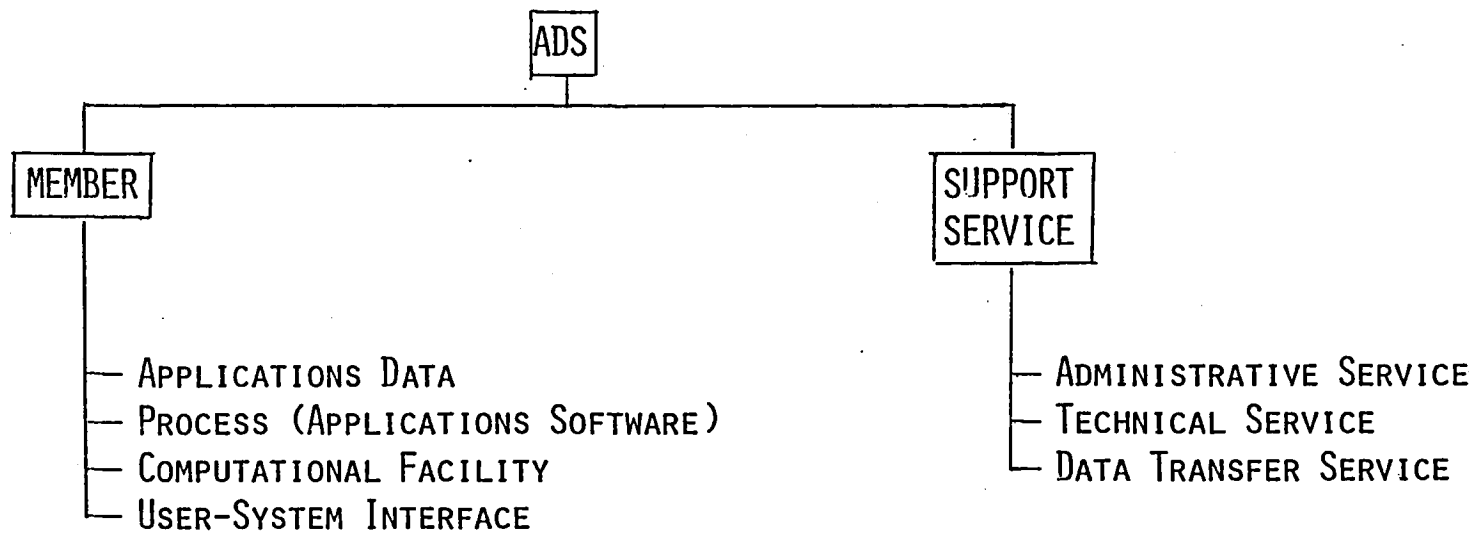 ADS
MEMBER
SUPPORT
SERVICE
APPLICATIONS DATA
PROCESS (APPLICATIONS SOFTWARE)
COMPUTATIONAL FACILITY
USER-SYSTEM INTERFACE
ADMINISTRATIVE SERVICE
TECHNICAL SERVICE
DATA TRANSFER SERVICE